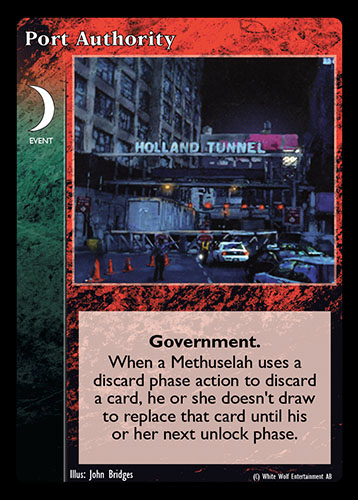 Port Authority
EVENT
HOLLAND TUNNEL
Government.
When a Methuselah uses a
discard phase action to discard
a card, he or she doesn't draw
to replace that card until his
or her next unlock phase.
Illus: John Bridges
(C) White Wolf Entertainment AB